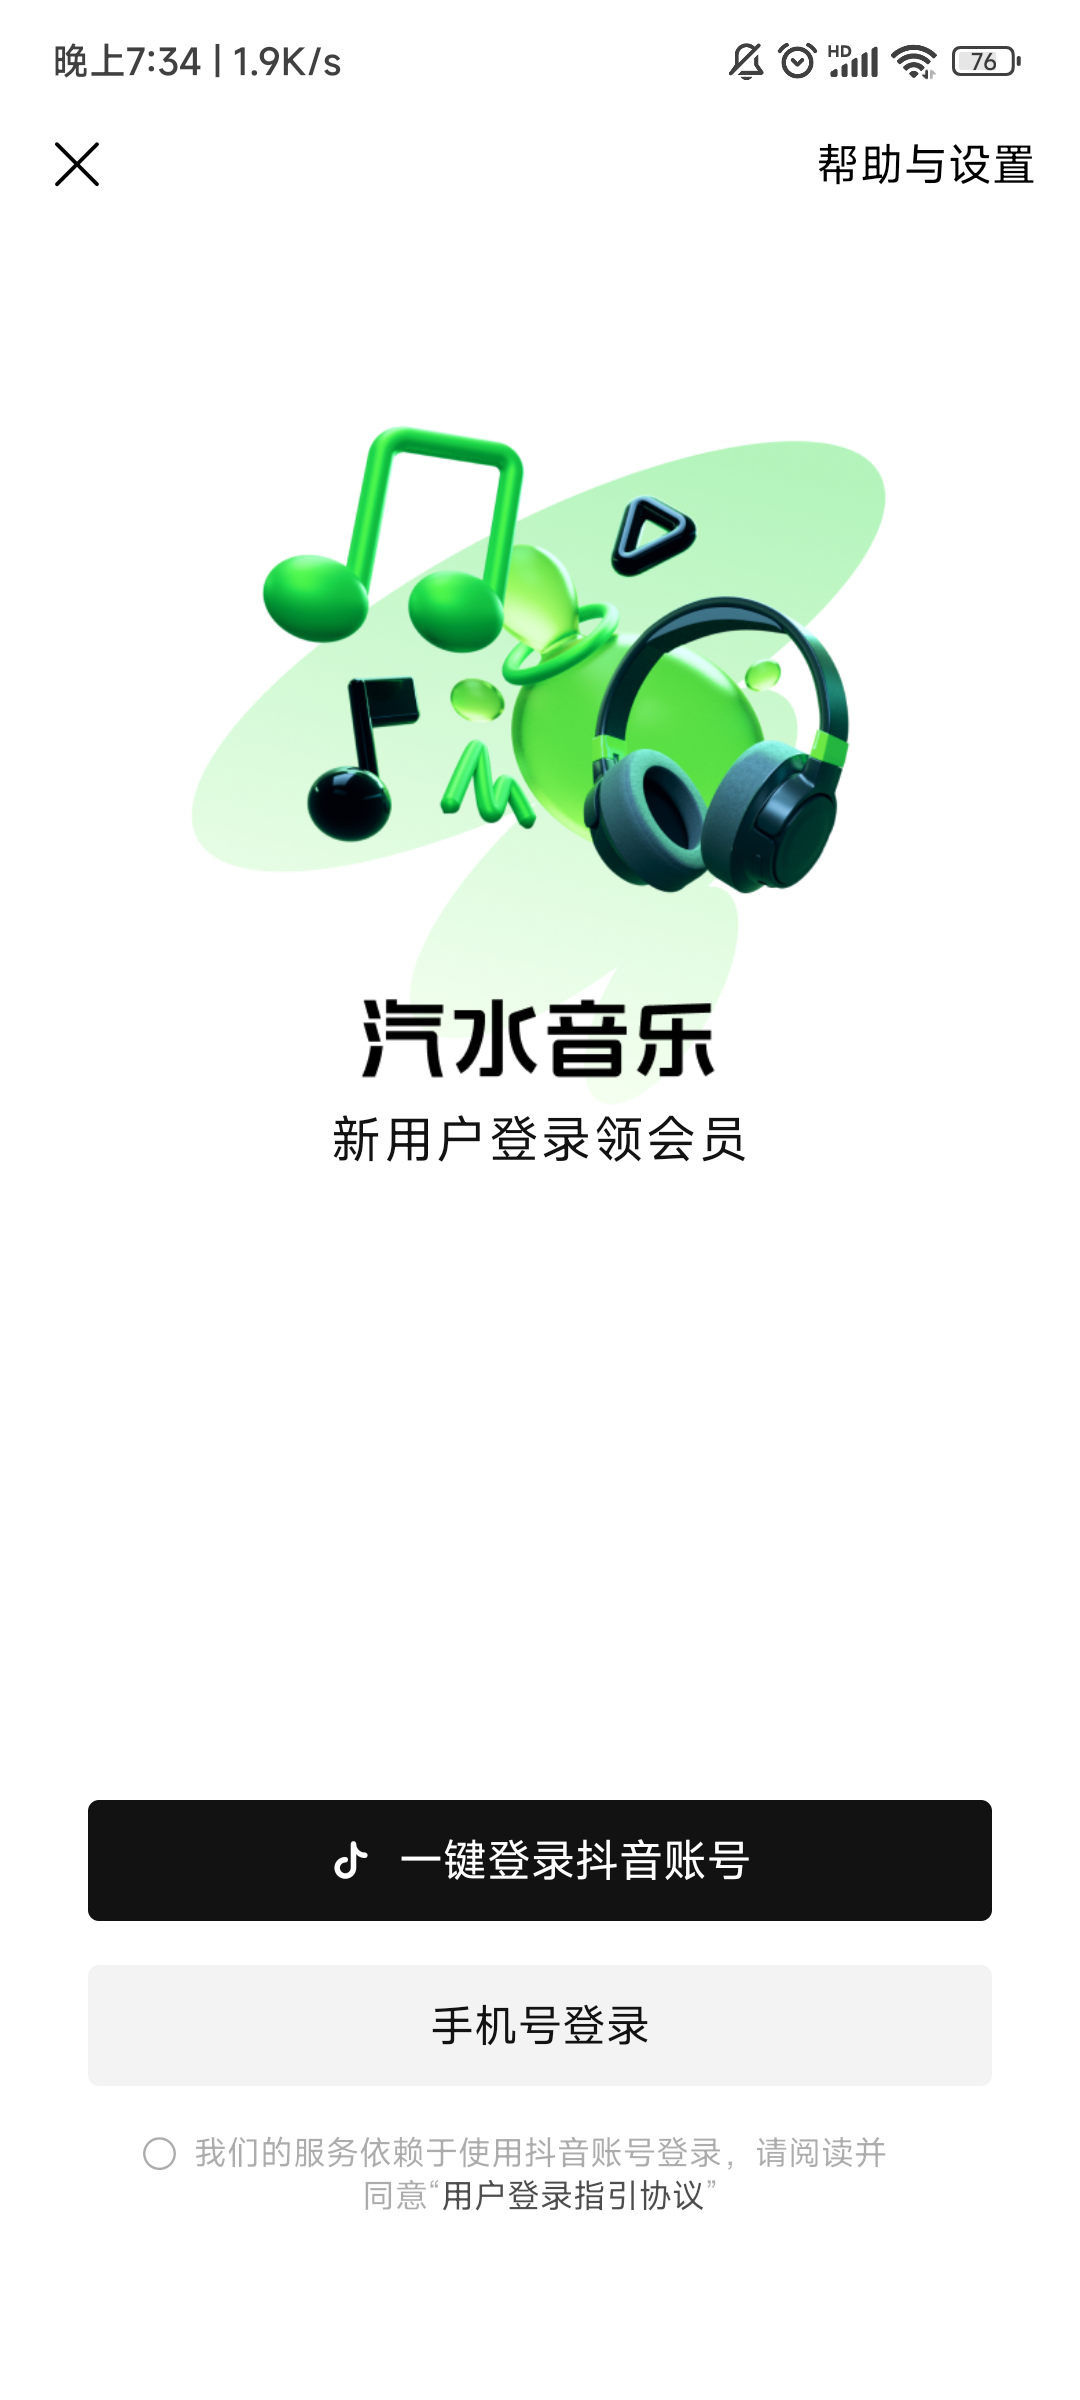 晚上7:34 | 1.9K/s
HD
76
帮助与设置
汽水音乐
新用户登录领会员
一键登录抖音账号
手机号登录
我们的服务依赖于使用抖音账号登录，请阅读并
同意“用户登录指引协议”